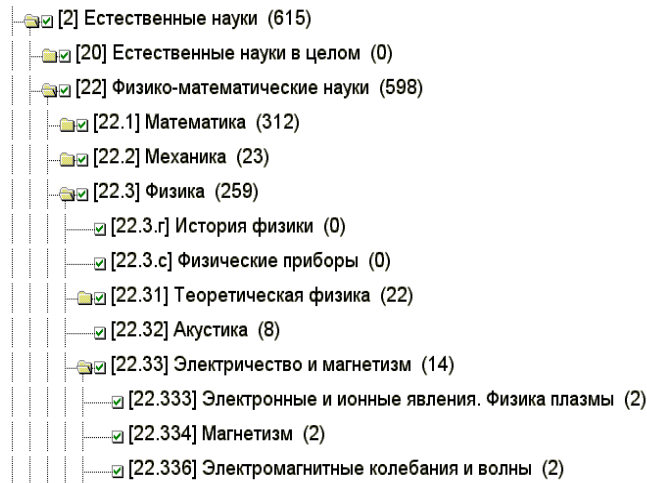 [2] Естественные науки (615)
[20] Естественные науки в целом (0)
[22] Физико-математические науки (598)
[22.1] Математика (312)
[22.2] Механика (23)
[22.3] Физика (259)
[22.3.г] История физики (0)
[22.3.с] Физические приборы (0)
[22.31] Теоретическая физика (22)
[22.32] Акустика (8)
[22.33] Электричество и магнетизм (14)
[22.333] Электронные и ионные явления. Физика плазмы (2)
[22.334] Магнетизм (2)
[22.336] Электромагнитные колебания и волны (2)